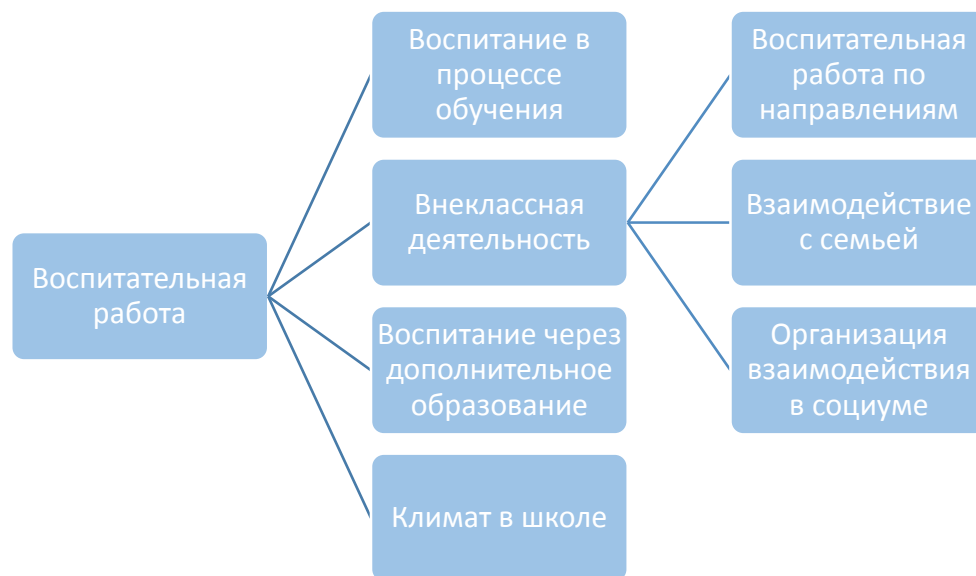 Воспитательная
работа
Воспитание в
процессе
обучения
Внеклассная
деятельность
Воспитание через
дополнительное
образование
Климат в школе
Воспитательная
работа по
направлениям
Взаимодействие
с семьей
Организация
взаимодействия
в социуме